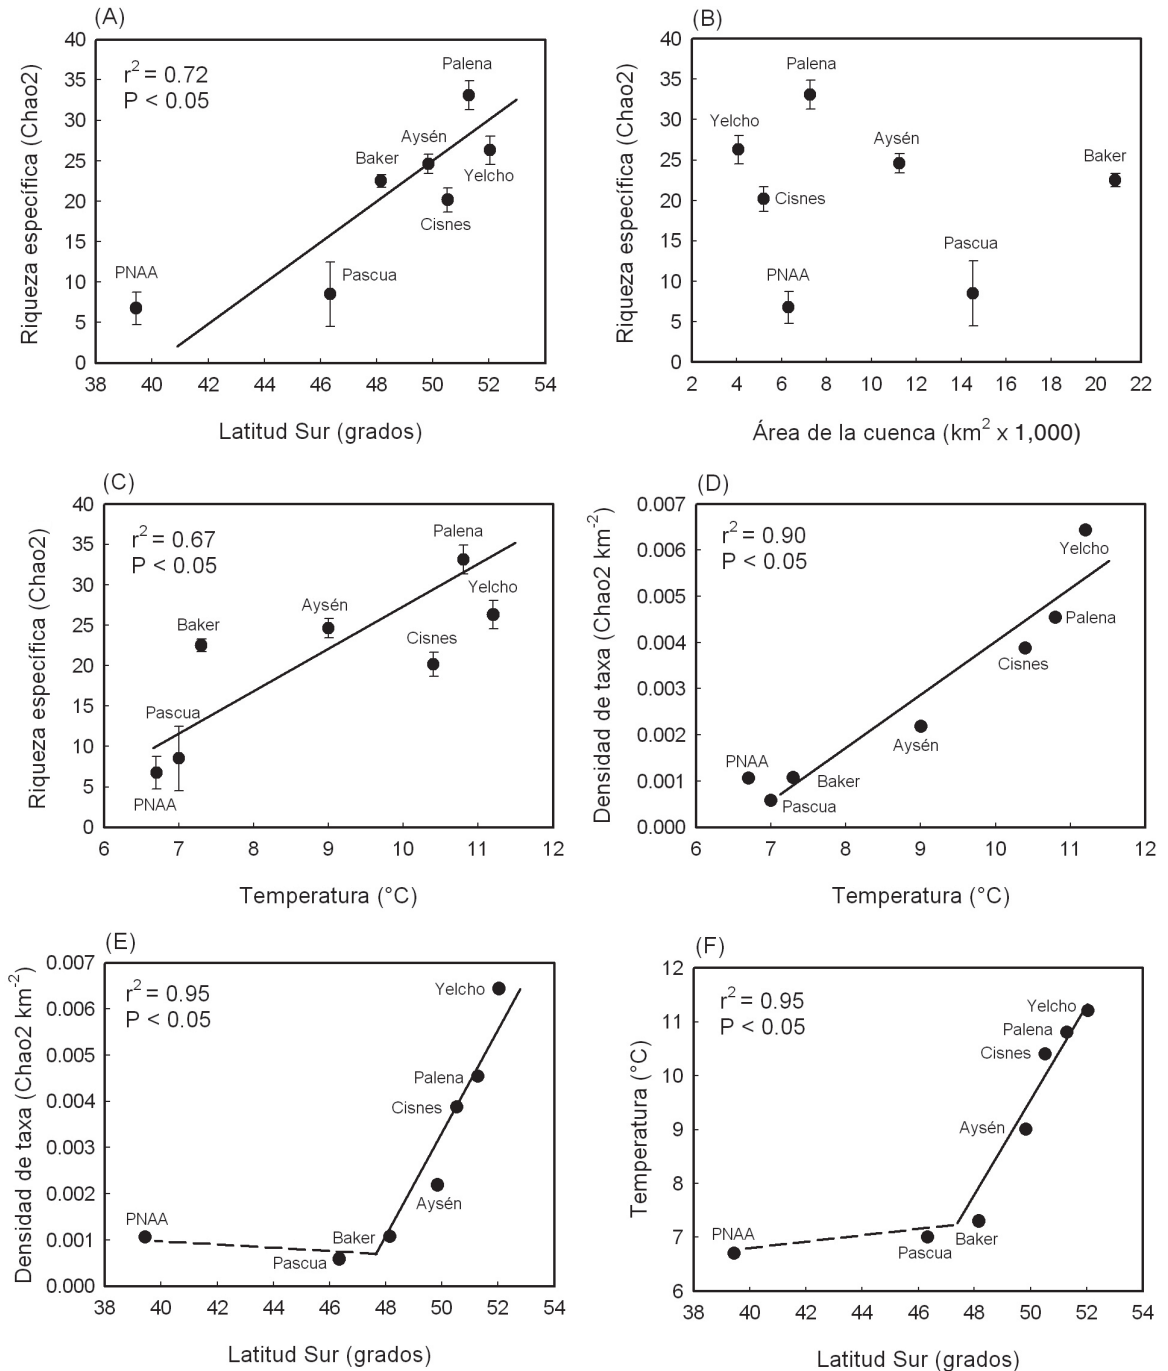 (A)
40
35
30
25
20
15
10
5
0
Riqueza específica (Chao2)
r² = 0.72
P < 0.05
Palena
Aysén
Baker
Yelcho
Cisnes
PNAA
Pascua
38 40 42 44 46 48 50 52 54
Latitud Sur (grados)
(B)
40
35
30
25
20
15
10
5
0
Riqueza específica (Chao2)
Palena
Yelcho
Aysén
Baker
Cisnes
Pascua
PNAA
2 4 6 8 10 12 14 16 18 20 22
Área de la cuenca (km² x 1,000)
(C)
40
35
30
25
20
15
10
5
0
Riqueza específica (Chao2)
r² = 0.67
P < 0.05
Palena
Yelcho
Aysén
Baker
Cisnes
Pascua
PNAA
6 7 8 9 10 11 12
Temperatura (°C)
(D)
0.007
0.006
0.005
0.004
0.003
0.002
0.001
0.000
Densidad de taxa (Chao2 km⁻²)
r² = 0.90
P < 0.05
Yelcho
Palena
Cisnes
Aysén
PNAA
Baker
Pascua
6 7 8 9 10 11 12
Temperatura (°C)
(E)
0.007
0.006
0.005
0.004
0.003
0.002
0.001
0.000
Densidad de taxa (Chao2 km⁻²)
r² = 0.95
P < 0.05
Yelcho
Palena
Cisnes
Aysén
PNAA
Baker
Pascua
38 40 42 44 46 48 50 52 54
Latitud Sur (grados)
(F)
12
11
10
9
8
7
6
Temperatura (°C)
r² = 0.95
P < 0.05
Yelcho
Palena
Cisnes
Aysén
PNAA
Pascua
Baker
38 40 42 44 46 48 50 52 54
Latitud Sur (grados)